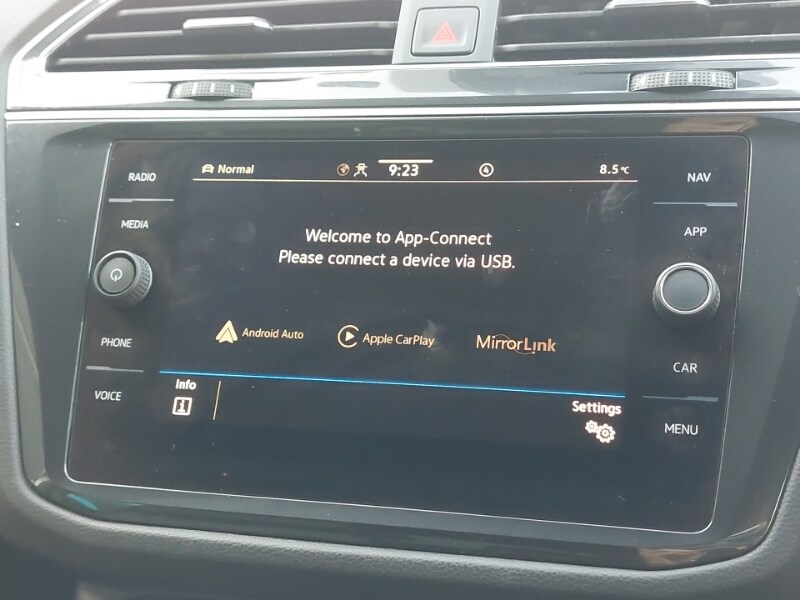 RADIO
MEDIA
PHONE
VOICE
Normal
9:23
4
8.5°C
Welcome to App-Connect
Please connect a device via USB.
Android Auto
Apple CarPlay
MirrorLink
Info
Settings
NAV
APP
CAR
MENU